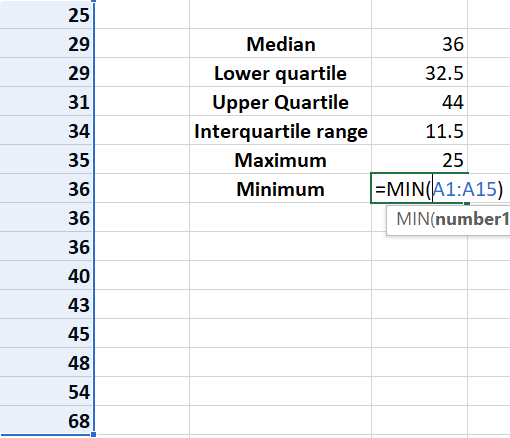 25
29 Median 36
29 Lower quartile 32.5
31 Upper Quartile 44
34 Interquartile range 11.5
35 Maximum 25
36 Minimum =MIN(A1:A15)
36 MIN(number1
36
40
43
45
48
54
68